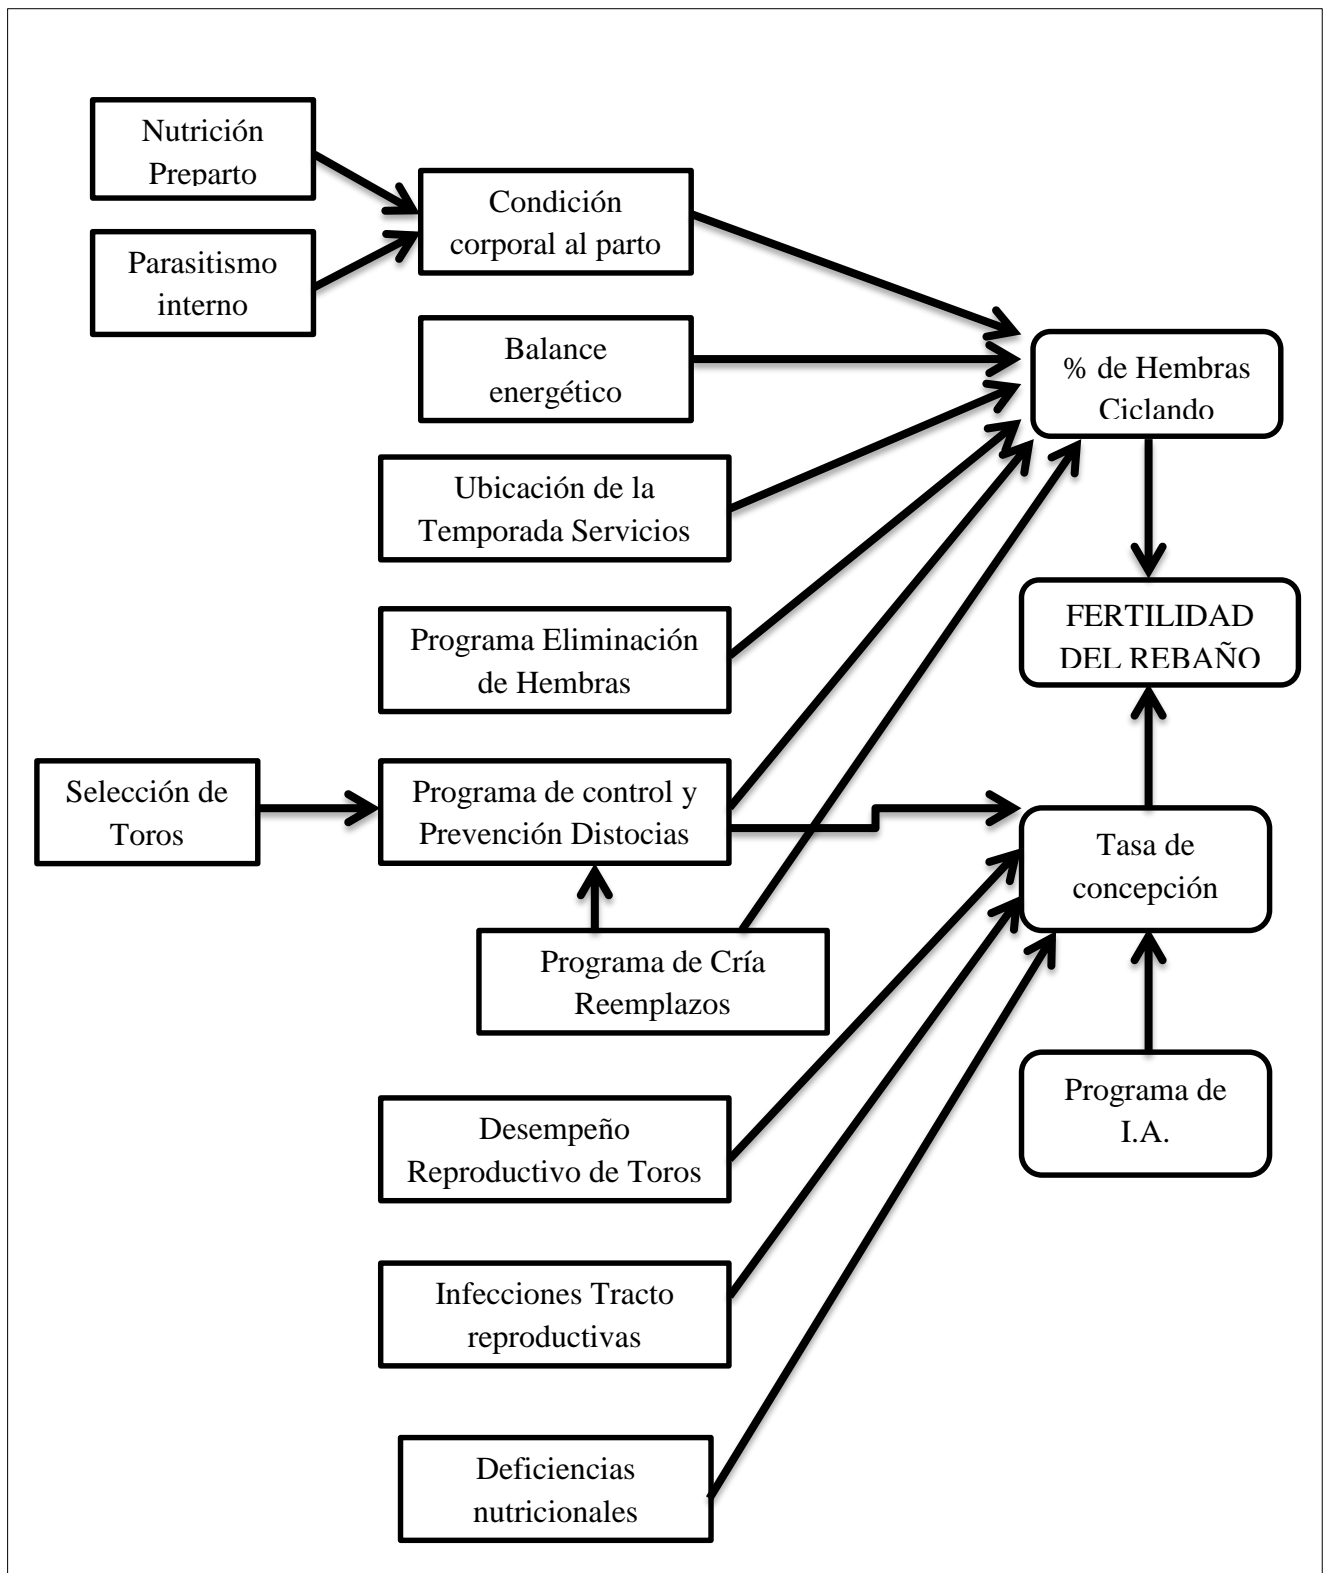 Nutrición
Preparto
Parasitismo
interno
Condición
corporal al parto
Balance
energético
% de Hembras
Ciclando
Ubicación de la
Temporada Servicios
FERTILIDAD
DEL REBAÑO
Programa Eliminación
de Hembras
Selección de
Toros
Programa de control y
Prevención Distocias
Tasa de
concepción
Programa de Cría
Reemplazos
Programa de
I.A.
Desempeño
Reproductivo de Toros
Infecciones Tracto
reproductivas
Deficiencias
nutricionales